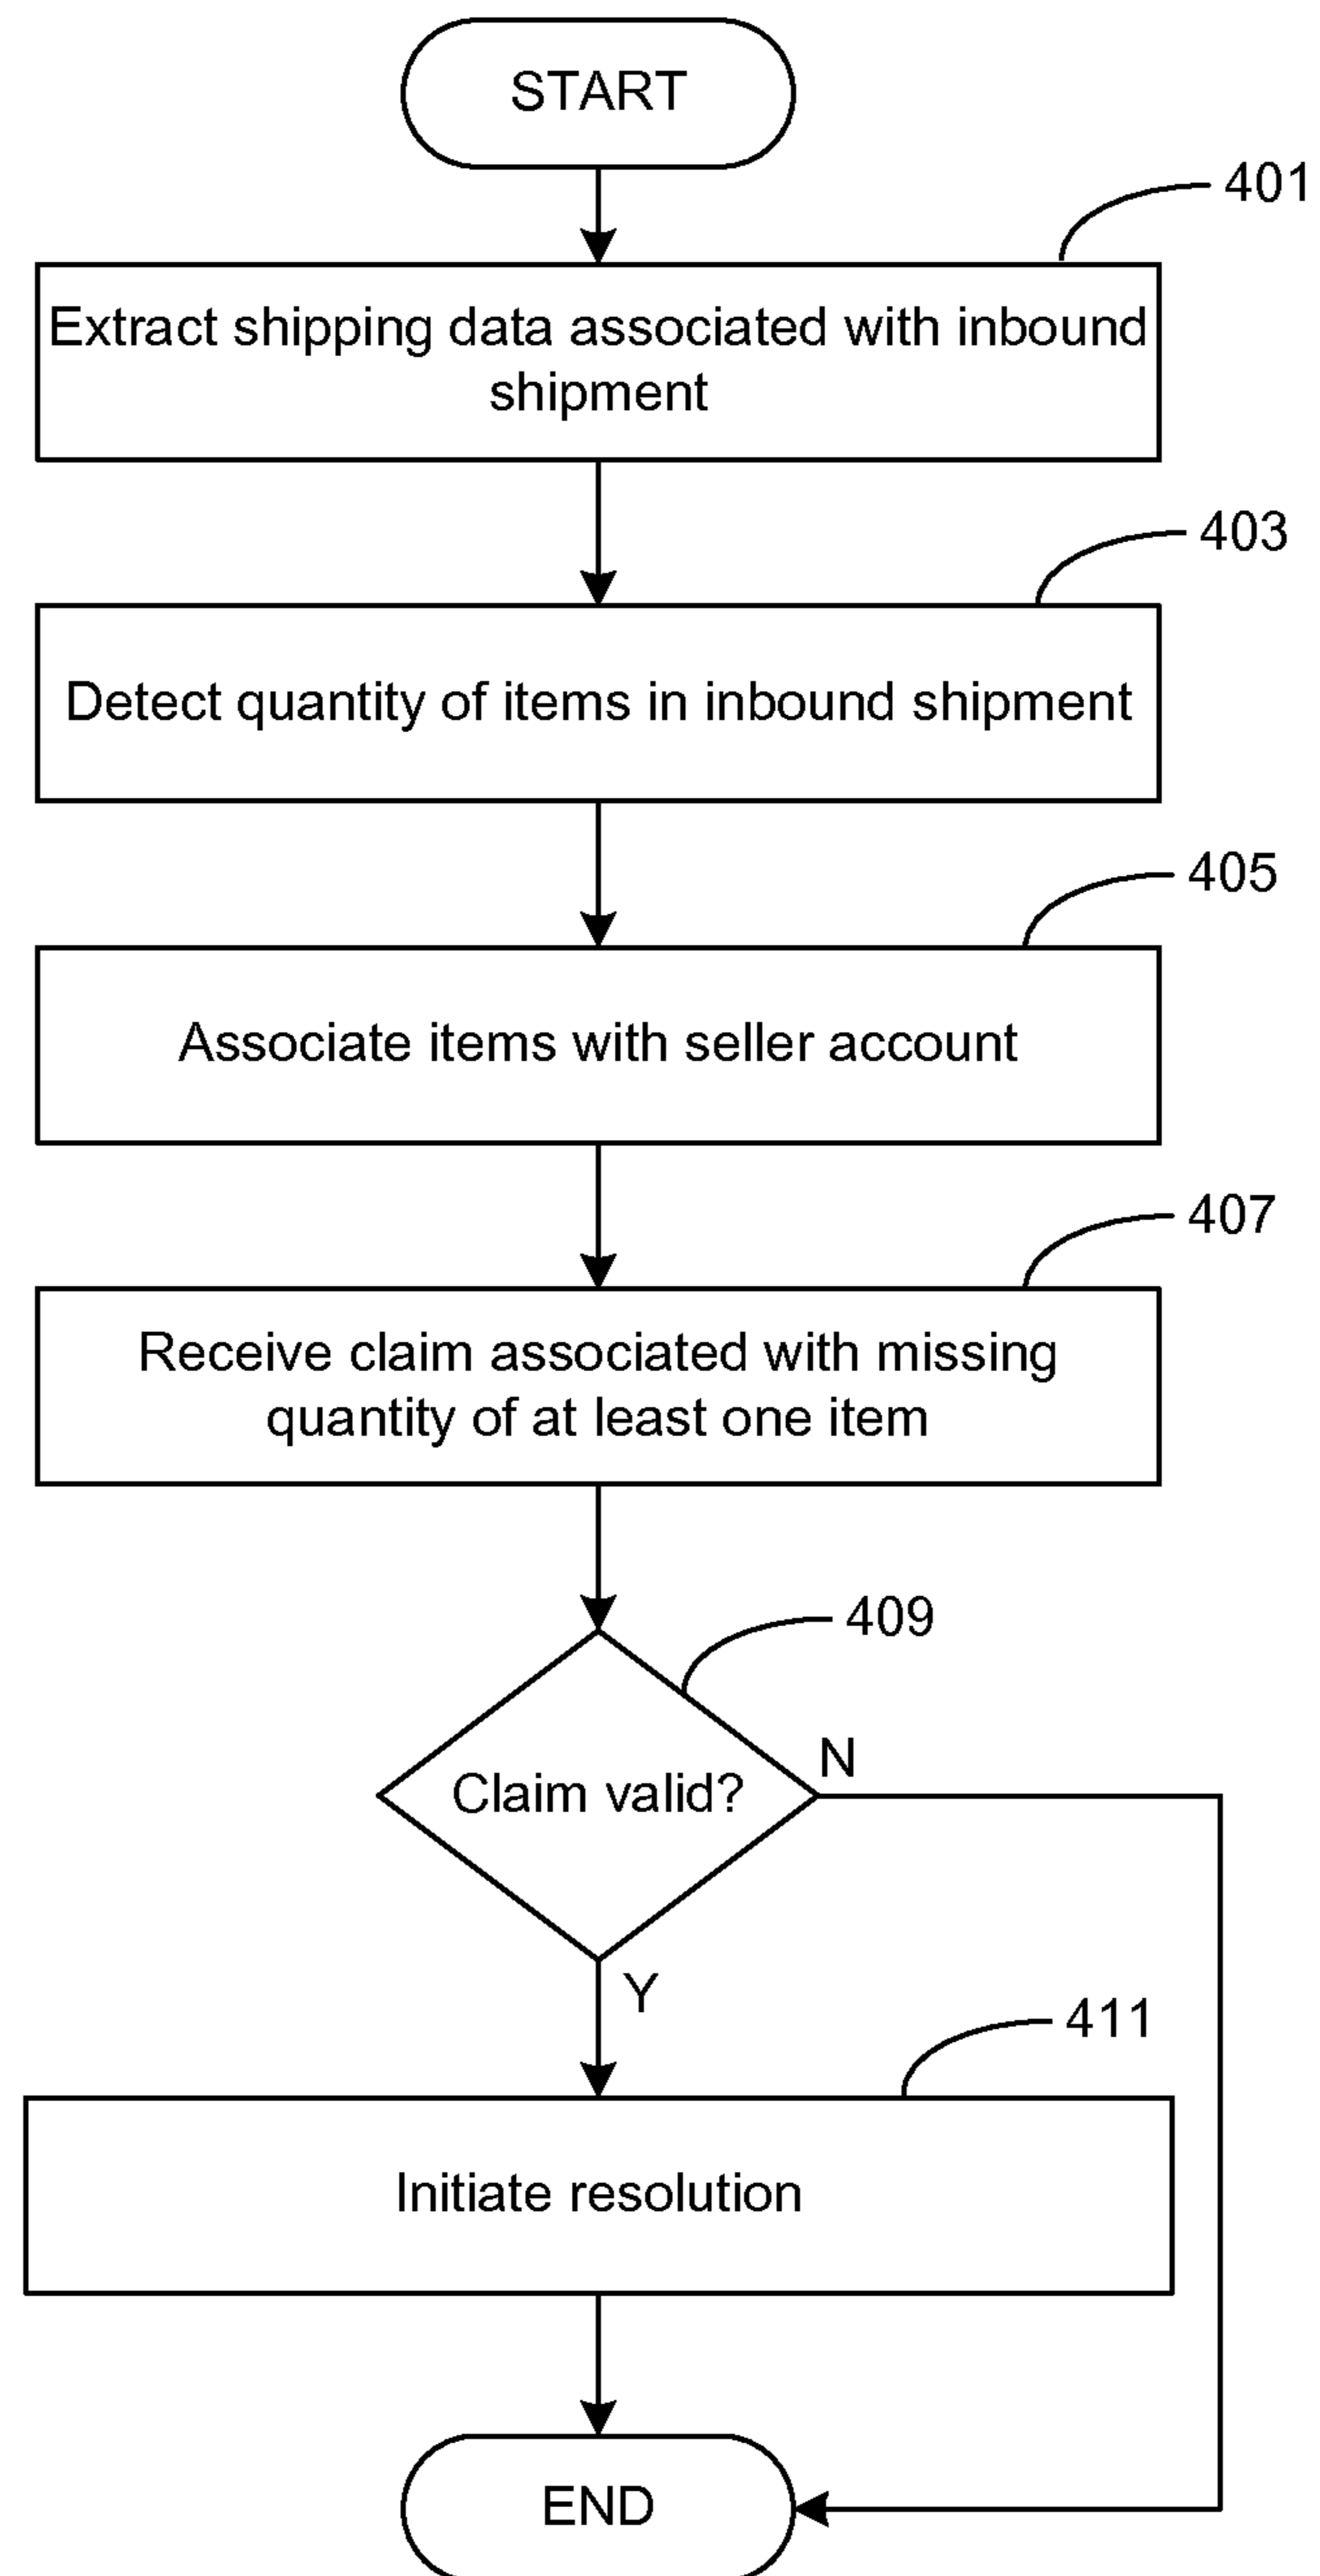 START
401
Extract shipping data associated with inbound
shipment
403
Detect quantity of items in inbound shipment
405
Associate items with seller account
407
Receive claim associated with missing
quantity of at least one item
409
Claim valid?
N
Y
411
Initiate resolution
END